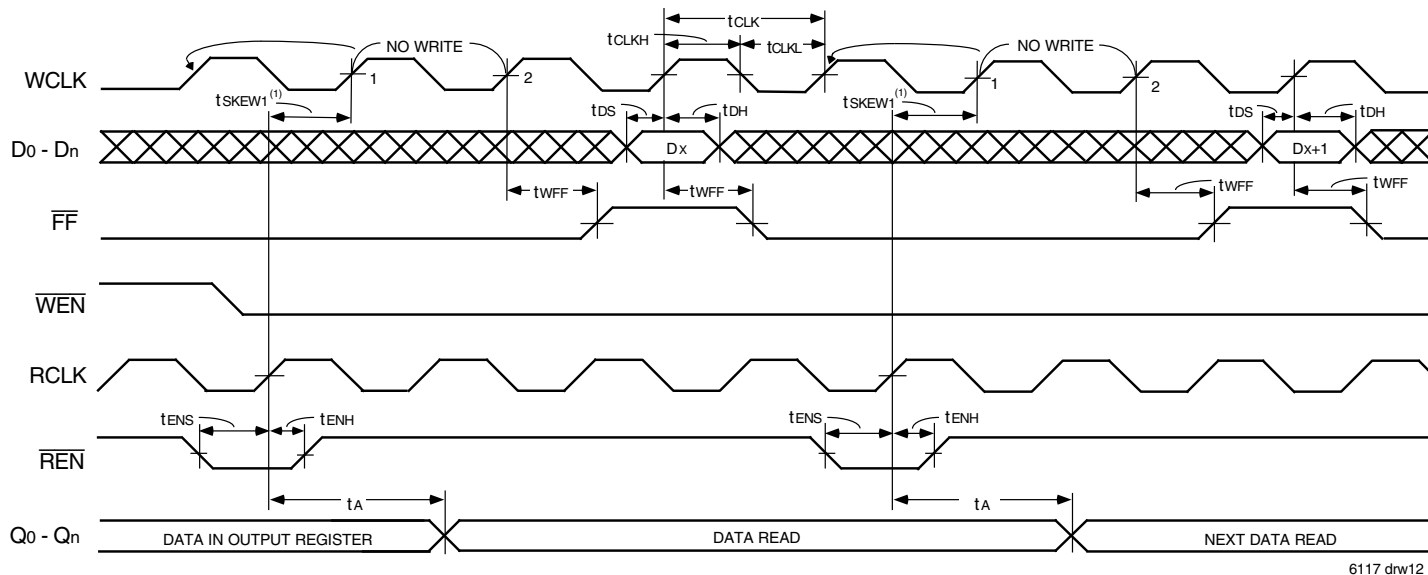 tCLK
tCLKH
tCLKL
NO WRITE
NO WRITE
WCLK
1
2
1
2
tSKEW1(1)
tDS
tDH
tSKEW1(1)
tDS
tDH
D0 - Dn
DX
DX+1
tWFF
tWFF
tWFF
tWFF
FF
WEN
RCLK
tENS
tENH
tENS
tENH
REN
tA
tA
Q0 - Qn
DATA IN OUTPUT REGISTER
DATA READ
NEXT DATA READ
6117 drw12